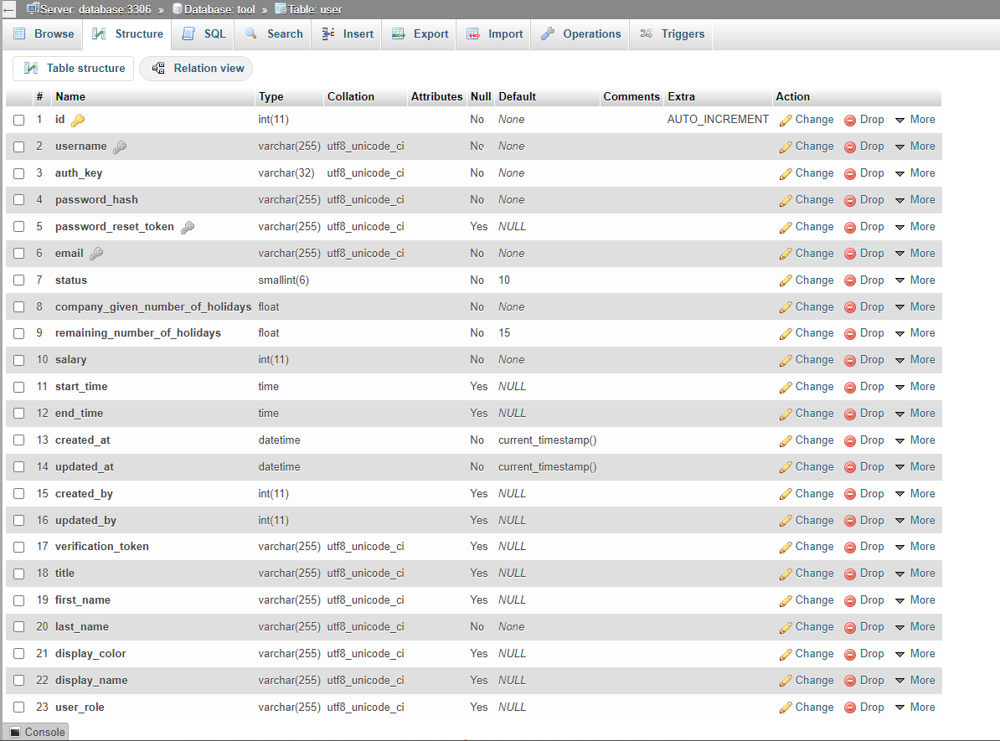 Server: database:3306 » Database: tool » Table: user
Browse Structure SQL Search Insert Export Import Operations Triggers
Table structure Relation view
# Name Type Collation Attributes Null Default Comments Extra Action
1 id int(11) No None AUTO_INCREMENT Change Drop More
2 username varchar(255) utf8_unicode_ci No None Change Drop More
3 auth_key varchar(32) utf8_unicode_ci No None Change Drop More
4 password_hash varchar(255) utf8_unicode_ci No None Change Drop More
5 password_reset_token varchar(255) utf8_unicode_ci Yes NULL Change Drop More
6 email varchar(255) utf8_unicode_ci No None Change Drop More
7 status smallint(6) No 10 Change Drop More
8 company_given_number_of_holidays float No None Change Drop More
9 remaining_number_of_holidays float No 15 Change Drop More
10 salary int(11) No None Change Drop More
11 start_time time Yes NULL Change Drop More
12 end_time time Yes NULL Change Drop More
13 created_at datetime No current_timestamp() Change Drop More
14 updated_at datetime No current_timestamp() Change Drop More
15 created_by int(11) Yes NULL Change Drop More
16 updated_by int(11) Yes NULL Change Drop More
17 verification_token varchar(255) utf8_unicode_ci Yes NULL Change Drop More
18 title varchar(255) utf8_unicode_ci Yes NULL Change Drop More
19 first_name varchar(255) utf8_unicode_ci Yes NULL Change Drop More
20 last_name varchar(255) utf8_unicode_ci No None Change Drop More
21 display_color varchar(255) utf8_unicode_ci Yes NULL Change Drop More
22 display_name varchar(255) utf8_unicode_ci Yes NULL Change Drop More
23 user_role varchar(255) utf8_unicode_ci Yes NULL Change Drop More
Console